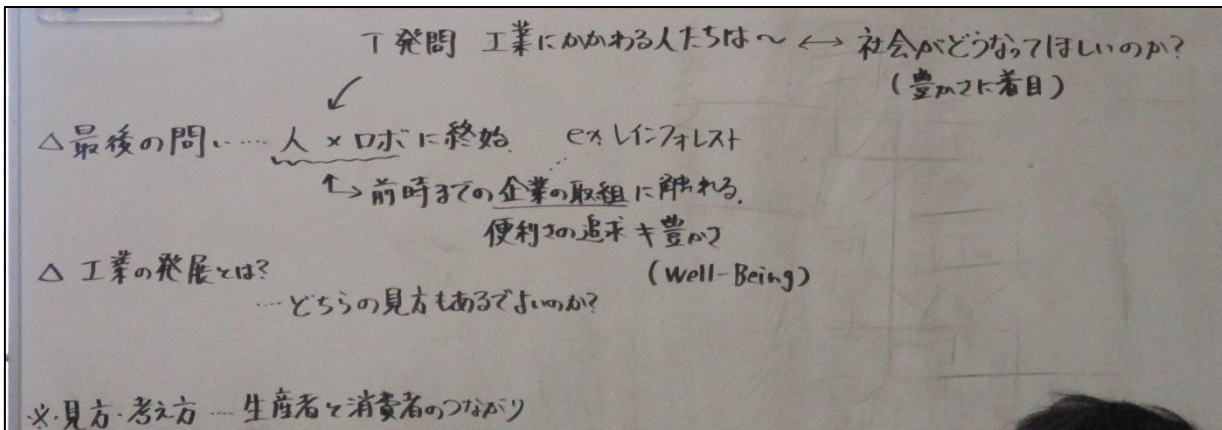 T 発問 工業にかかわる人たちは〜 ↔ 社会がどうなってほしいのか?
(豊かさに着目)
△最後の問い‥‥人×ロボに終始. ex レインフォレスト
↳前時までの企業の取組に触れる.
便利さの追求≠豊かさ
(Well-Being)
△ 工業の発展とは?
‥‥どちらの見方もあるでよいのか?
※・見方・考え方 ‥‥ 生産者と消費者のつながり